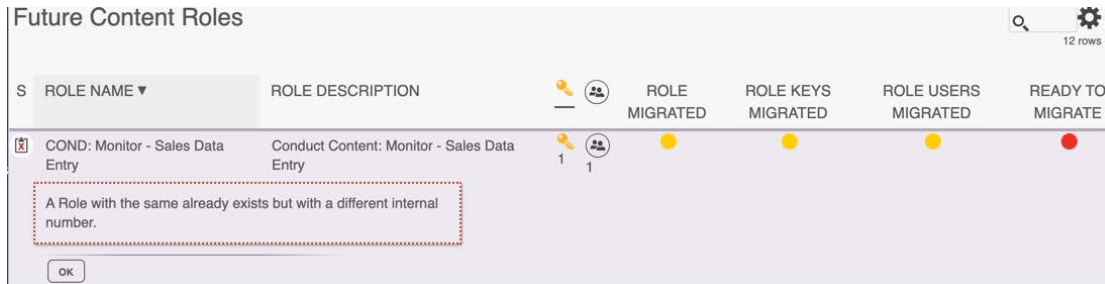 Future Content Roles
12 rows
S ROLE NAME ▼ ROLE DESCRIPTION ROLE MIGRATED ROLE KEYS MIGRATED ROLE USERS MIGRATED READY TO MIGRATE
COND: Monitor - Sales Data Entry
Conduct Content: Monitor - Sales Data Entry
1
1
A Role with the same already exists but with a different internal
number.
OK